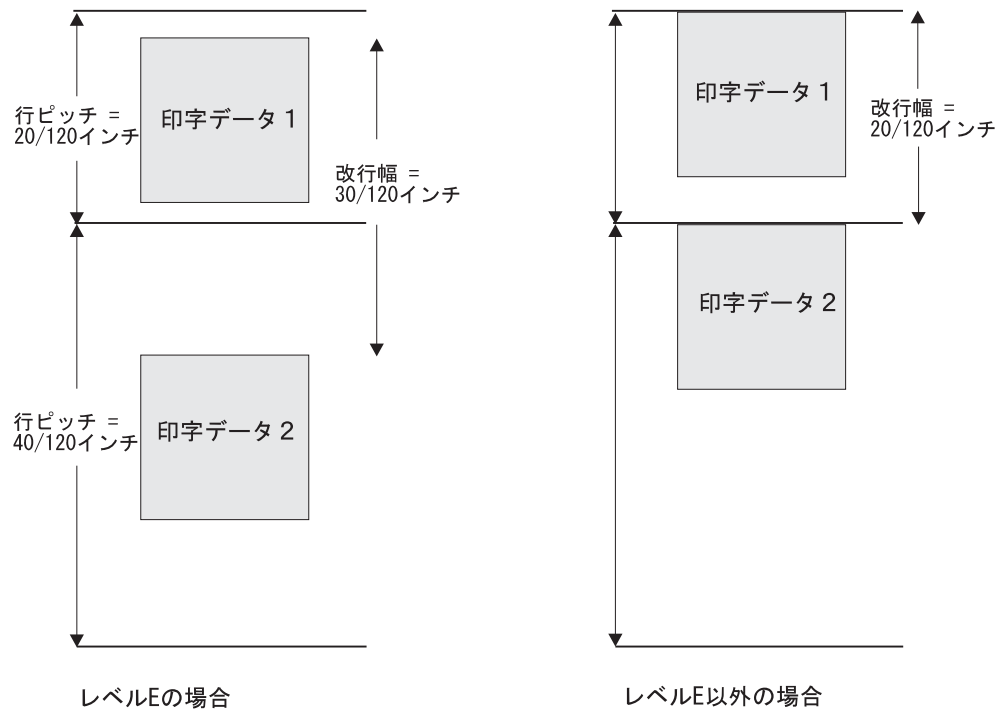 行ピッチ =
20/120インチ
印字データ１
改行幅 =
30/120インチ
行ピッチ =
40/120インチ
印字データ２
レベルEの場合
印字データ１
改行幅 =
20/120インチ
印字データ２
レベルE以外の場合